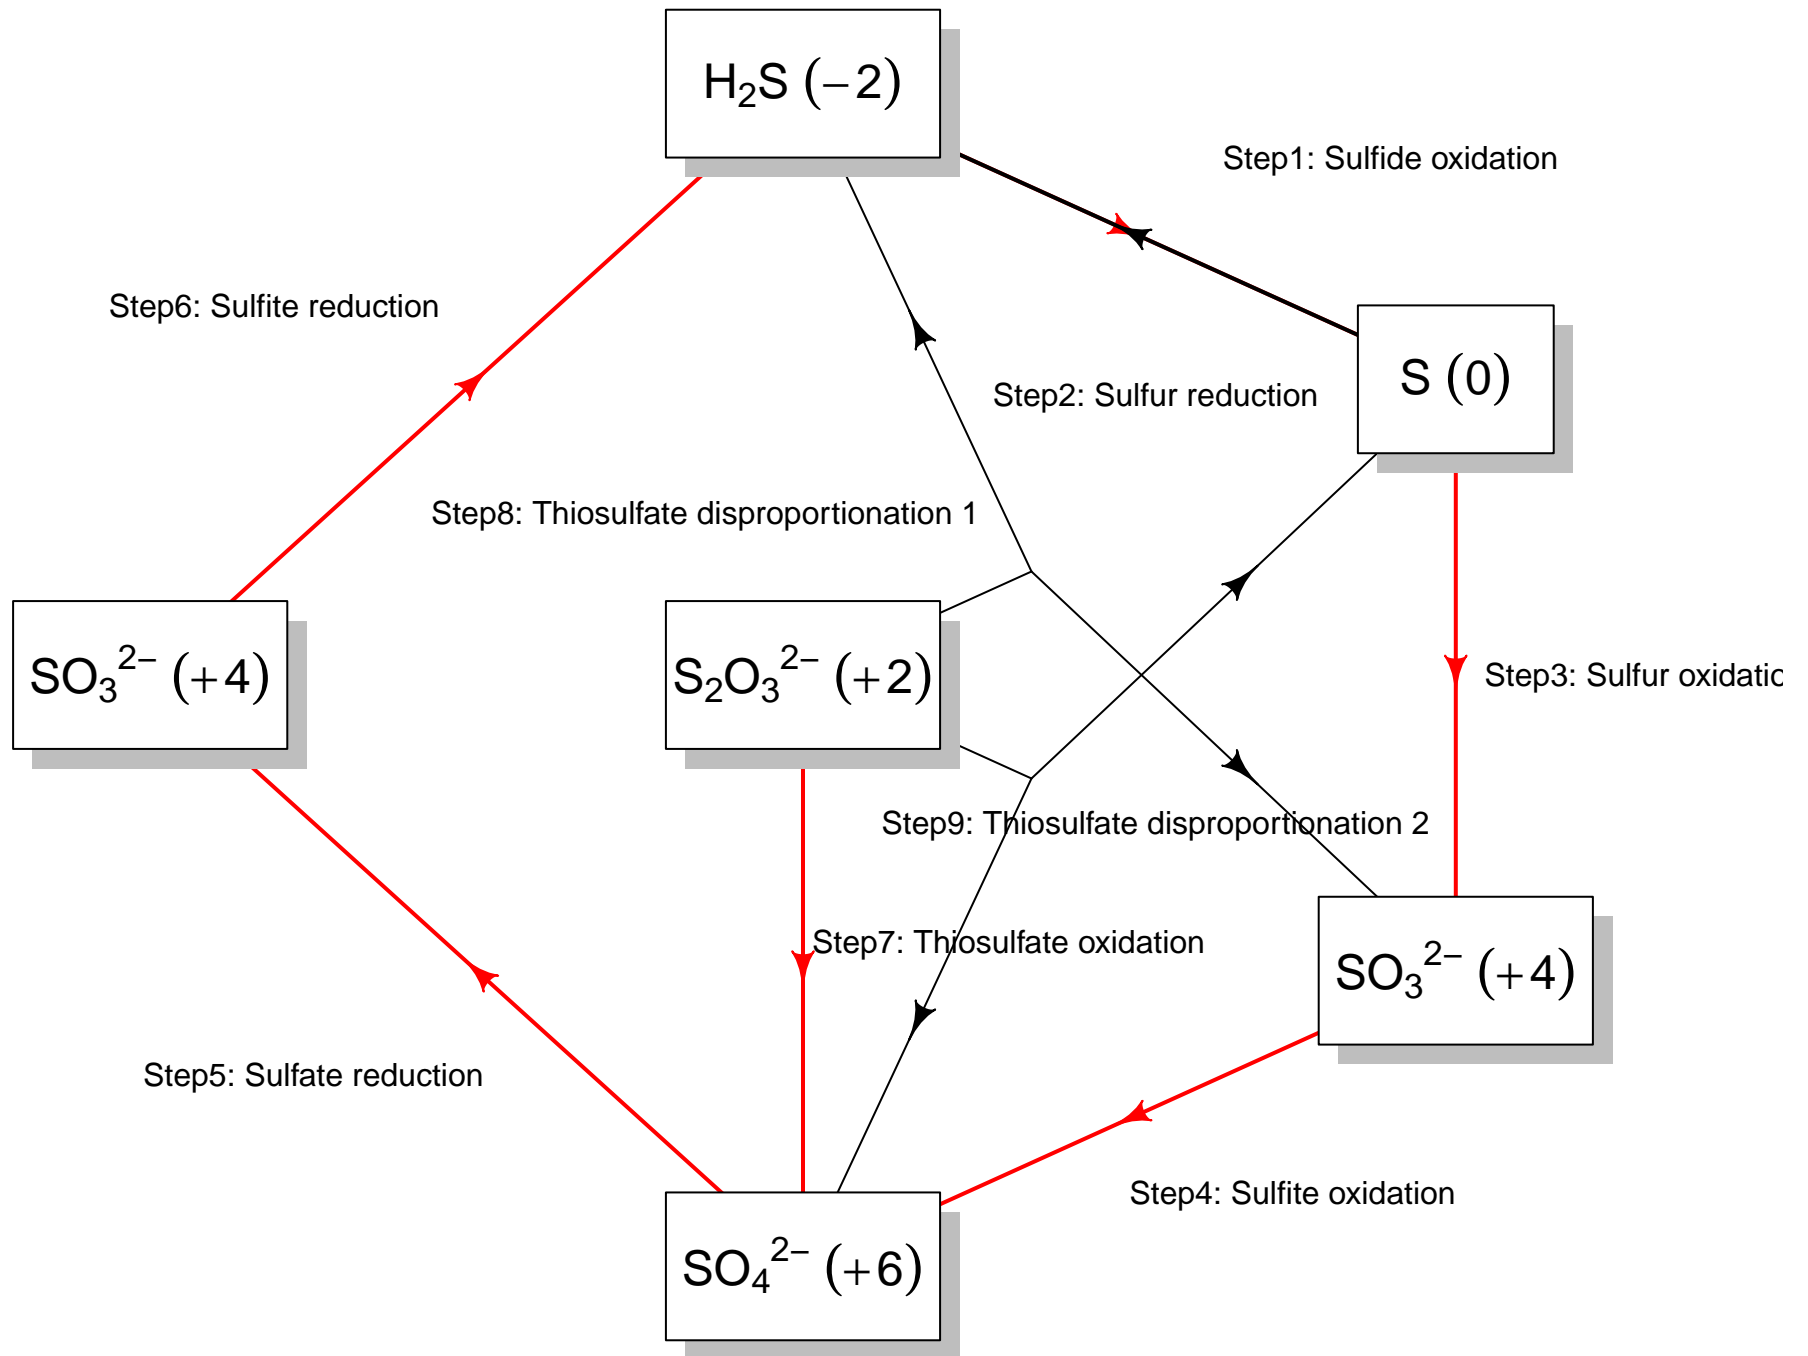 H₂S (−2)
Step1: Sulfide oxidation
Step6: Sulfite reduction
S (0)
Step2: Sulfur reduction
Step8: Thiosulfate disproportionation 1
SO₃²⁻ (+4)
S₂O₃²⁻ (+2)
Step3: Sulfur oxidatic
Step9: Thiosulfate disproportionation 2
Step7: Thiosulfate oxidation
SO₃²⁻ (+4)
Step5: Sulfate reduction
Step4: Sulfite oxidation
SO₄²⁻ (+6)